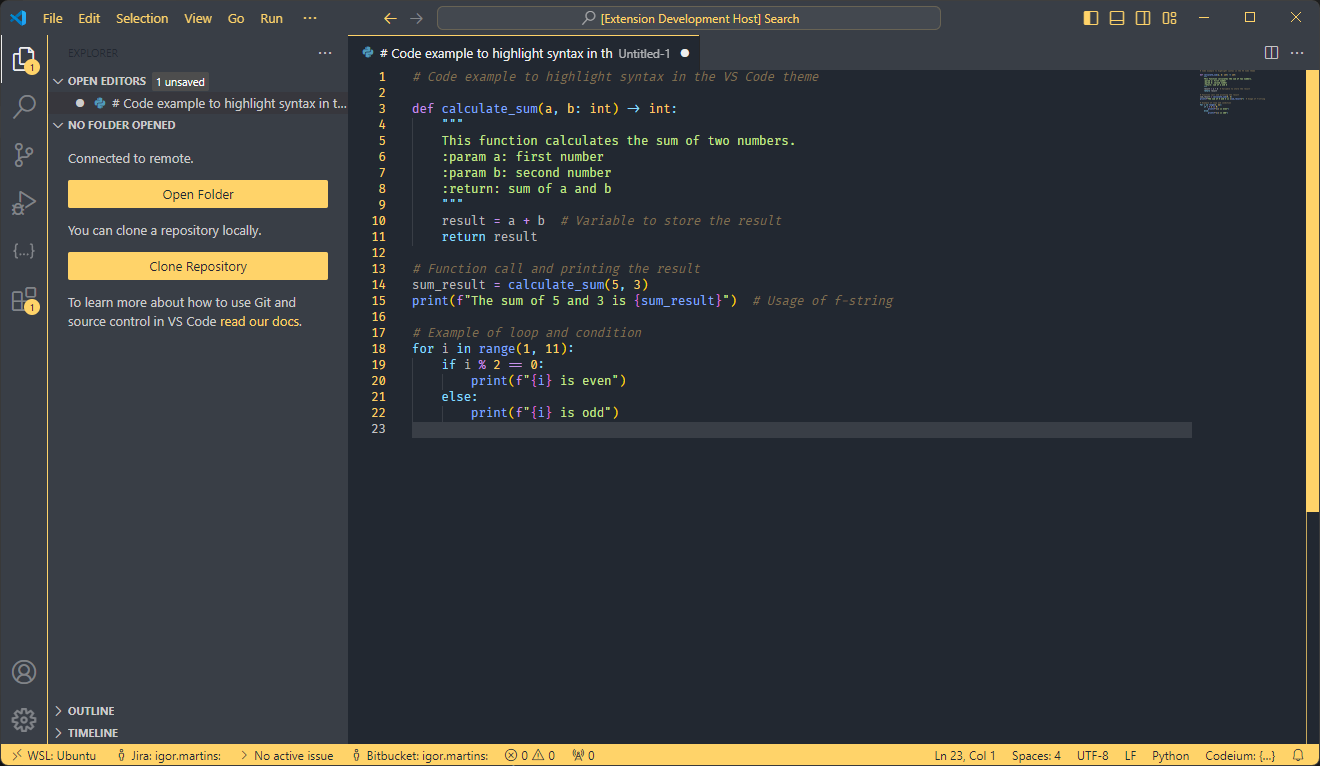 File Edit Selection View Go Run ···
[Extension Development Host] Search
EXPLORER
1
OPEN EDITORS 1 unsaved
# Code example to highlight syntax in t...
NO FOLDER OPENED
Connected to remote.
Open Folder
You can clone a repository locally.
Clone Repository
1
To learn more about how to use Git and
source control in VS Code read our docs.
OUTLINE
TIMELINE
# Code example to highlight syntax in th Untitled-1
1 # Code example to highlight syntax in the VS Code theme
2
3 def calculate_sum(a, b: int) -> int:
4     """
5     This function calculates the sum of two numbers.
6     :param a: first number
7     :param b: second number
8     :return: sum of a and b
9     """
10     result = a + b  # Variable to store the result
11     return result
12
13 # Function call and printing the result
14 sum_result = calculate_sum(5, 3)
15 print(f"The sum of 5 and 3 is {sum_result}")  # Usage of f-string
16
17 # Example of loop and condition
18 for i in range(1, 11):
19     if i % 2 == 0:
20         print(f"{i} is even")
21     else:
22         print(f"{i} is odd")
23
WSL: Ubuntu Jira: igor.martins: No active issue Bitbucket: igor.martins: 0 0 0 Ln 23, Col 1 Spaces: 4 UTF-8 LF Python Codeium: {...}